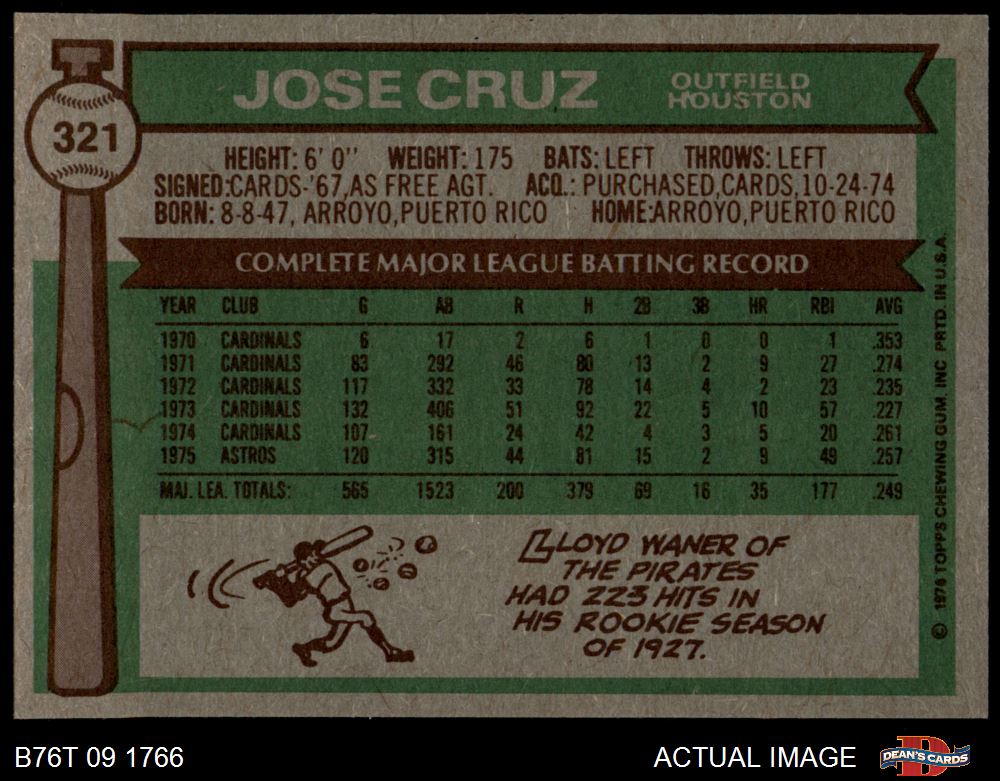 321
JOSE CRUZ OUTFIELD HOUSTON
HEIGHT: 6' 0" WEIGHT: 175 BATS: LEFT THROWS: LEFT
SIGNED:CARDS-'67,AS FREE AGT. ACQ.: PURCHASED,CARDS,10-24-74
BORN: 8-8-47, ARROYO,PUERTO RICO HOME:ARROYO,PUERTO RICO
COMPLETE MAJOR LEAGUE BATTING RECORD
YEAR CLUB G AB R H 2B 3B HR RBI AVG
1970 CARDINALS 6 17 2 6 1 0 0 1 .353
1971 CARDINALS 83 292 46 80 13 2 9 27 .274
1972 CARDINALS 117 332 33 78 14 4 2 23 .235
1973 CARDINALS 132 406 51 92 22 5 10 57 .227
1974 CARDINALS 107 161 24 42 4 3 5 20 .261
1975 ASTROS 120 315 44 81 15 2 9 49 .257
MAJ. LEA. TOTALS: 565 1523 200 379 69 16 35 177 .249
LLOYD WANER OF
THE PIRATES
HAD 223 HITS IN
HIS ROOKIE SEASON
OF 1927.
© 1976 TOPPS CHEWING GUM, INC PRTD. IN U.S.A.
B76T 09 1766
ACTUAL IMAGE
DEAN'S CARDS